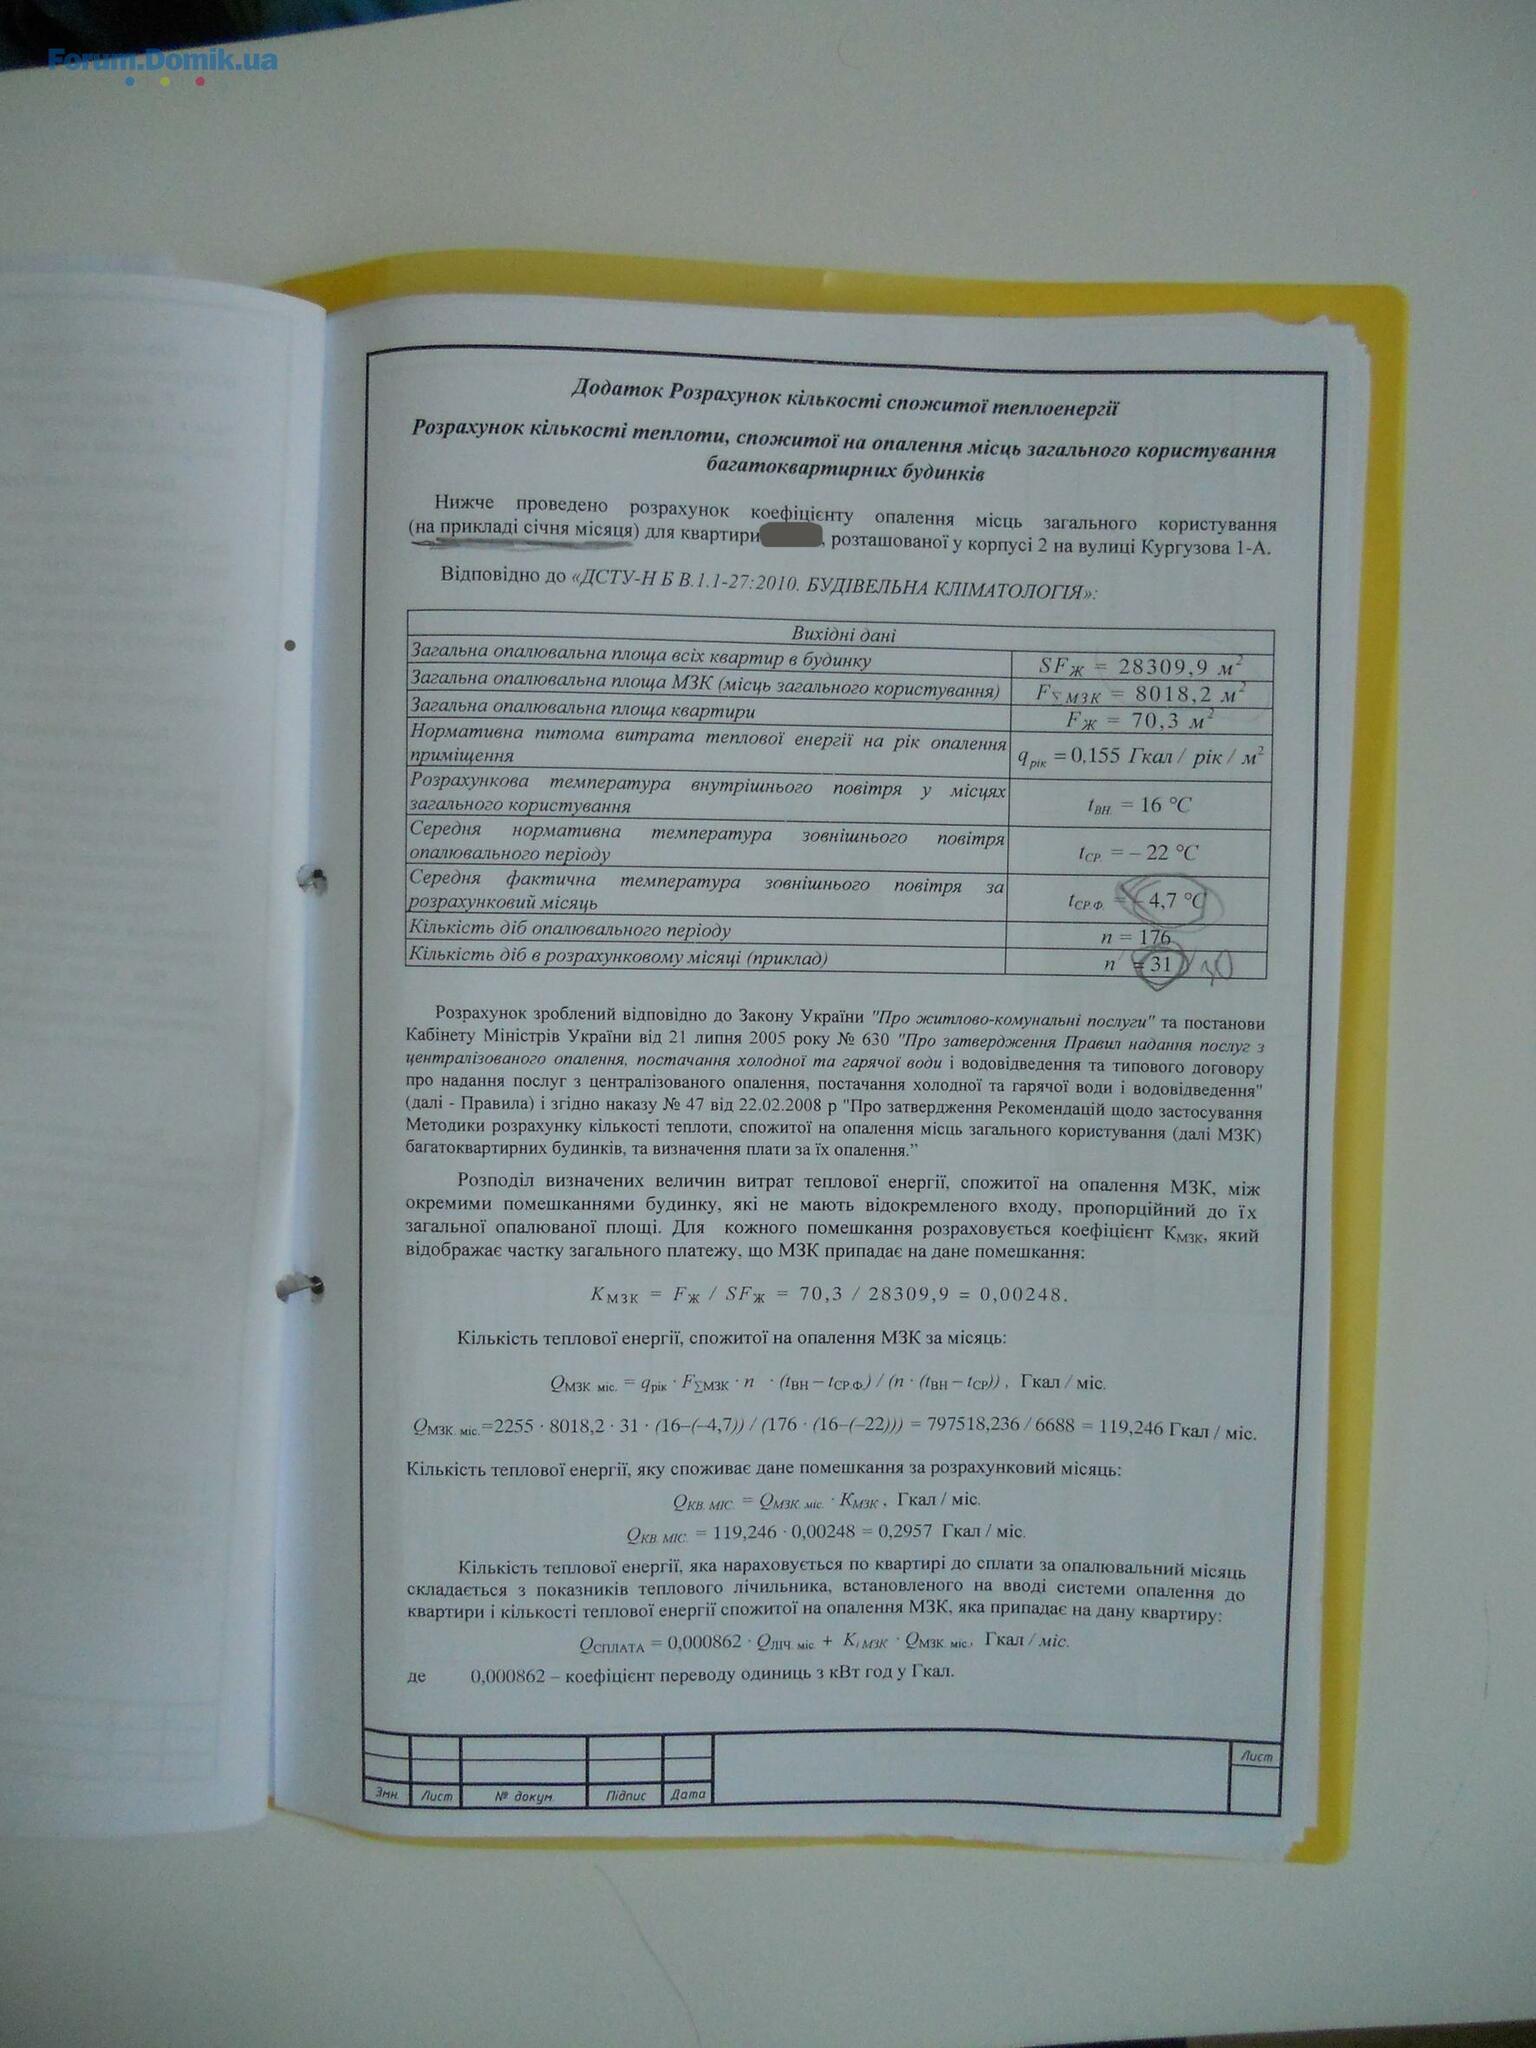 Forum.Domik.ua
Додаток Розрахунок кількості спожитої теплоенергії
Розрахунок кількості теплоти, спожитої на опалення місць загального користування
багатоквартирних будинків
Нижче проведено розрахунок коефіцієнту опалення місць загального користування
(на прикладі січня місяця) для квартири , розташованої у корпусі 2 на вулиці Кургузова 1-А.
Відповідно до «ДСТУ-Н Б В.1.1-27:2010. БУДІВЕЛЬНА КЛІМАТОЛОГІЯ»:
Вихідні дані
Загальна опалювальна площа всіх квартир в будинку SFЖ = 28309,9 м²
Загальна опалювальна площа МЗК (місць загального користування) F∑МЗК = 8018,2 м²
Загальна опалювальна площа квартири FЖ = 70,3 м²
Нормативна питома витрата теплової енергії на рік опалення
приміщення qрік = 0,155 Гкал / рік / м²
Розрахункова температура внутрішнього повітря у місцях
загального користування tВН. = 16 °С
Середня нормативна температура зовнішнього повітря
опалювального періоду tСР. = – 22 °С
Середня фактична температура зовнішнього повітря за
розрахунковий місяць tСР.Ф. = – 4,7 °С
Кількість діб опалювального періоду n = 176
Кількість діб в розрахунковому місяці (приклад) n' = 31 30
Розрахунок зроблений відповідно до Закону України "Про житлово-комунальні послуги" та постанови
Кабінету Міністрів України від 21 липня 2005 року № 630 "Про затвердження Правил надання послуг з
централізованого опалення, постачання холодної та гарячої води і водовідведення та типового договору
про надання послуг з централізованого опалення, постачання холодної та гарячої води і водовідведення"
(далі - Правила) і згідно наказу № 47 від 22.02.2008 р "Про затвердження Рекомендацій щодо застосування
Методики розрахунку кількості теплоти, спожитої на опалення місць загального користування (далі МЗК)
багатоквартирних будинків, та визначення плати за їх опалення.”
Розподіл визначених величин витрат теплової енергії, спожитої на опалення МЗК, між
окремими помешканнями будинку, які не мають відокремленого входу, пропорційний до їх
загальної опалюваної площі. Для кожного помешкання розраховується коефіцієнт КМЗК, який
відображає частку загального платежу, що МЗК припадає на дане помешкання:
KМЗК = FЖ / SFЖ = 70,3 / 28309,9 = 0,00248.
Кількість теплової енергії, спожитої на опалення МЗК за місяць:
QМЗК міс. = qрік · F∑МЗК · n · (tВН – tСР.Ф.) / (n · (tВН – tСР)) , Гкал / міс.
QМЗК. міс.=2255 · 8018,2 · 31 · (16–(–4,7)) / (176 · (16–(–22))) = 797518,236 / 6688 = 119,246 Гкал / міс.
Кількість теплової енергії, яку споживає дане помешкання за розрахунковий місяць:
QКВ. МІС. = QМЗК. міс. · KМЗК , Гкал / міс.
QКВ. МІС. = 119,246 · 0,00248 = 0,2957 Гкал / міс.
Кількість теплової енергії, яка нараховується по квартирі до сплати за опалювальний місяць
складається з показників теплового лічильника, встановленого на вводі системи опалення до
квартири і кількості теплової енергії спожитої на опалення МЗК, яка припадає на дану квартиру:
QСПЛАТА = 0,000862 · QЛІЧ. міс. + Ki МЗК · QМЗК. міс., Гкал / міс.
де 0,000862 – коефіцієнт переводу одиниць з кВт год у Гкал.
Лист
Змн. Лист № докум. Підпис Дата